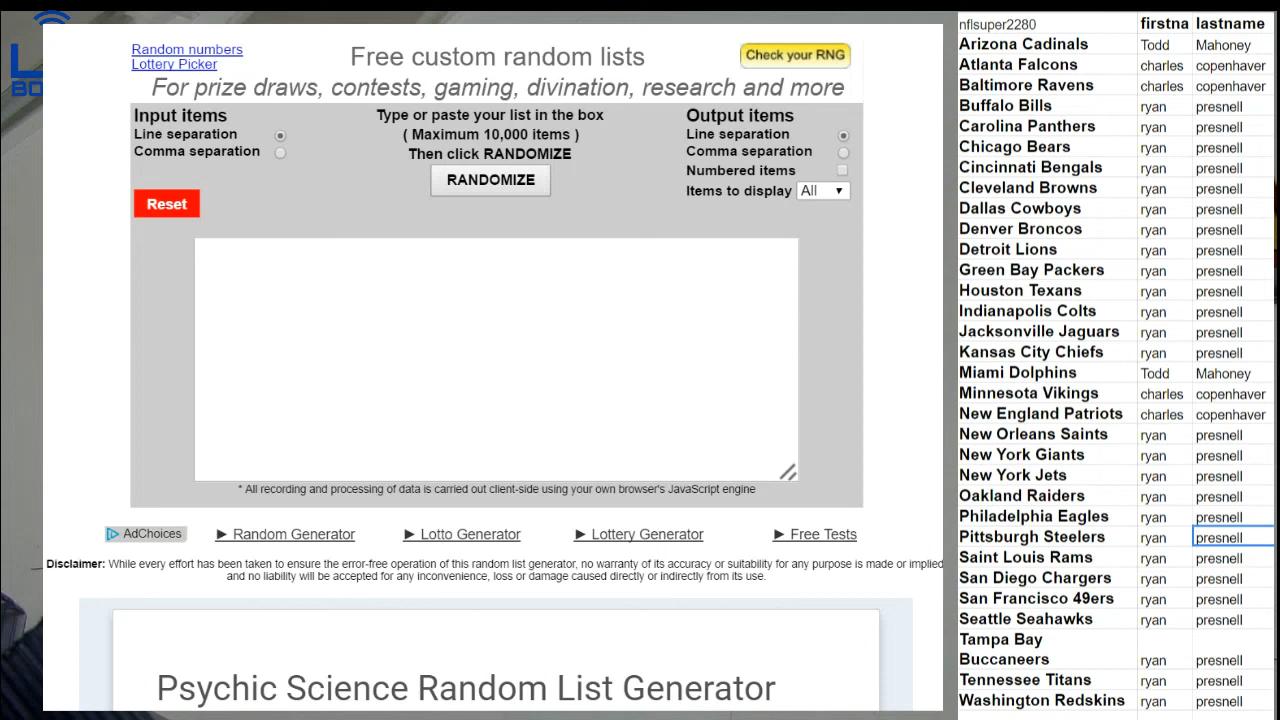 L
BO
Random numbers
Lottery Picker
Free custom random lists
Check your RNG
For prize draws, contests, gaming, divination, research and more
Input items
Line separation
Comma separation
Type or paste your list in the box
( Maximum 10,000 items )
Then click RANDOMIZE
RANDOMIZE
Output items
Line separation
Comma separation
Numbered items
Items to display All
Reset
* All recording and processing of data is carried out client-side using your own browser's JavaScript engine
AdChoices
► Random Generator
► Lotto Generator
► Lottery Generator
► Free Tests
Disclaimer: While every effort has been taken to ensure the error-free operation of this random list generator, no warranty of its accuracy or suitability for any purpose is made or implied
and no liability will be accepted for any inconvenience, loss or damage caused directly or indirectly from its use.
Psychic Science Random List Generator
nflsuper2280 firstna lastname
Arizona Cadinals Todd Mahoney
Atlanta Falcons charles copenhaver
Baltimore Ravens charles copenhaver
Buffalo Bills ryan presnell
Carolina Panthers ryan presnell
Chicago Bears ryan presnell
Cincinnati Bengals ryan presnell
Cleveland Browns ryan presnell
Dallas Cowboys ryan presnell
Denver Broncos ryan presnell
Detroit Lions ryan presnell
Green Bay Packers ryan presnell
Houston Texans ryan presnell
Indianapolis Colts ryan presnell
Jacksonville Jaguars ryan presnell
Kansas City Chiefs ryan presnell
Miami Dolphins Todd Mahoney
Minnesota Vikings charles copenhaver
New England Patriots charles copenhaver
New Orleans Saints ryan presnell
New York Giants ryan presnell
New York Jets ryan presnell
Oakland Raiders ryan presnell
Philadelphia Eagles ryan presnell
Pittsburgh Steelers ryan presnell
Saint Louis Rams ryan presnell
San Diego Chargers ryan presnell
San Francisco 49ers ryan presnell
Seattle Seahawks ryan presnell
Tampa Bay
Buccaneers ryan presnell
Tennessee Titans ryan presnell
Washington Redskins ryan presnell